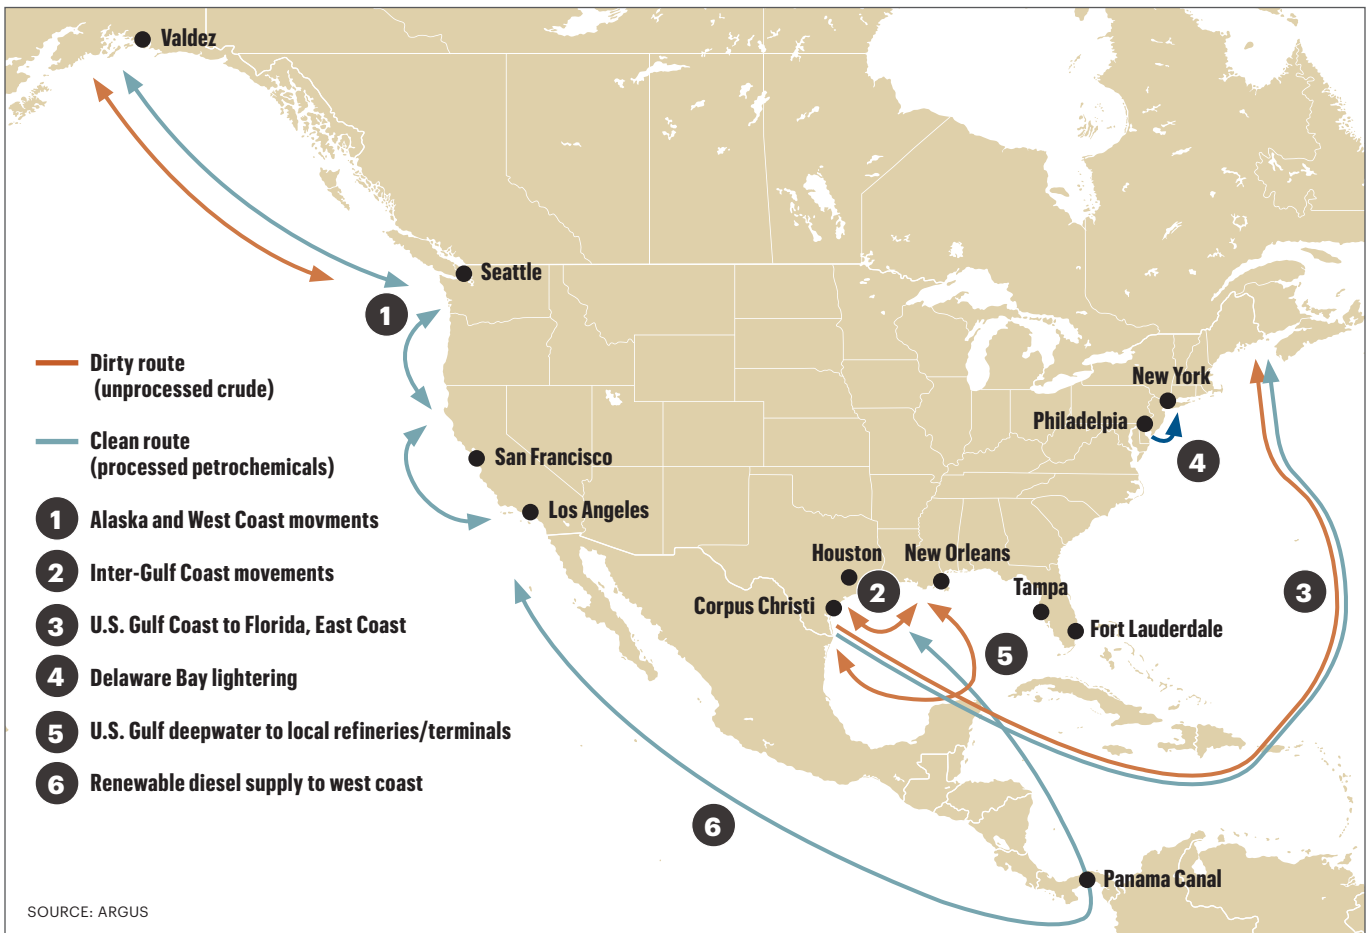 Valdez
Seattle
1
Dirty route
(unprocessed crude)
New York
Philadelpia
Clean route
(processed petrochemicals)
San Francisco
4
1 Alaska and West Coast movments
Los Angeles
Houston
New Orleans
2 Inter-Gulf Coast movements
Tampa
2
3
Corpus Christi
3 U.S. Gulf Coast to Florida, East Coast
Fort Lauderdale
5
4 Delaware Bay lightering
5 U.S. Gulf deepwater to local refineries/terminals
6 Renewable diesel supply to west coast
6
Panama Canal
SOURCE: ARGUS